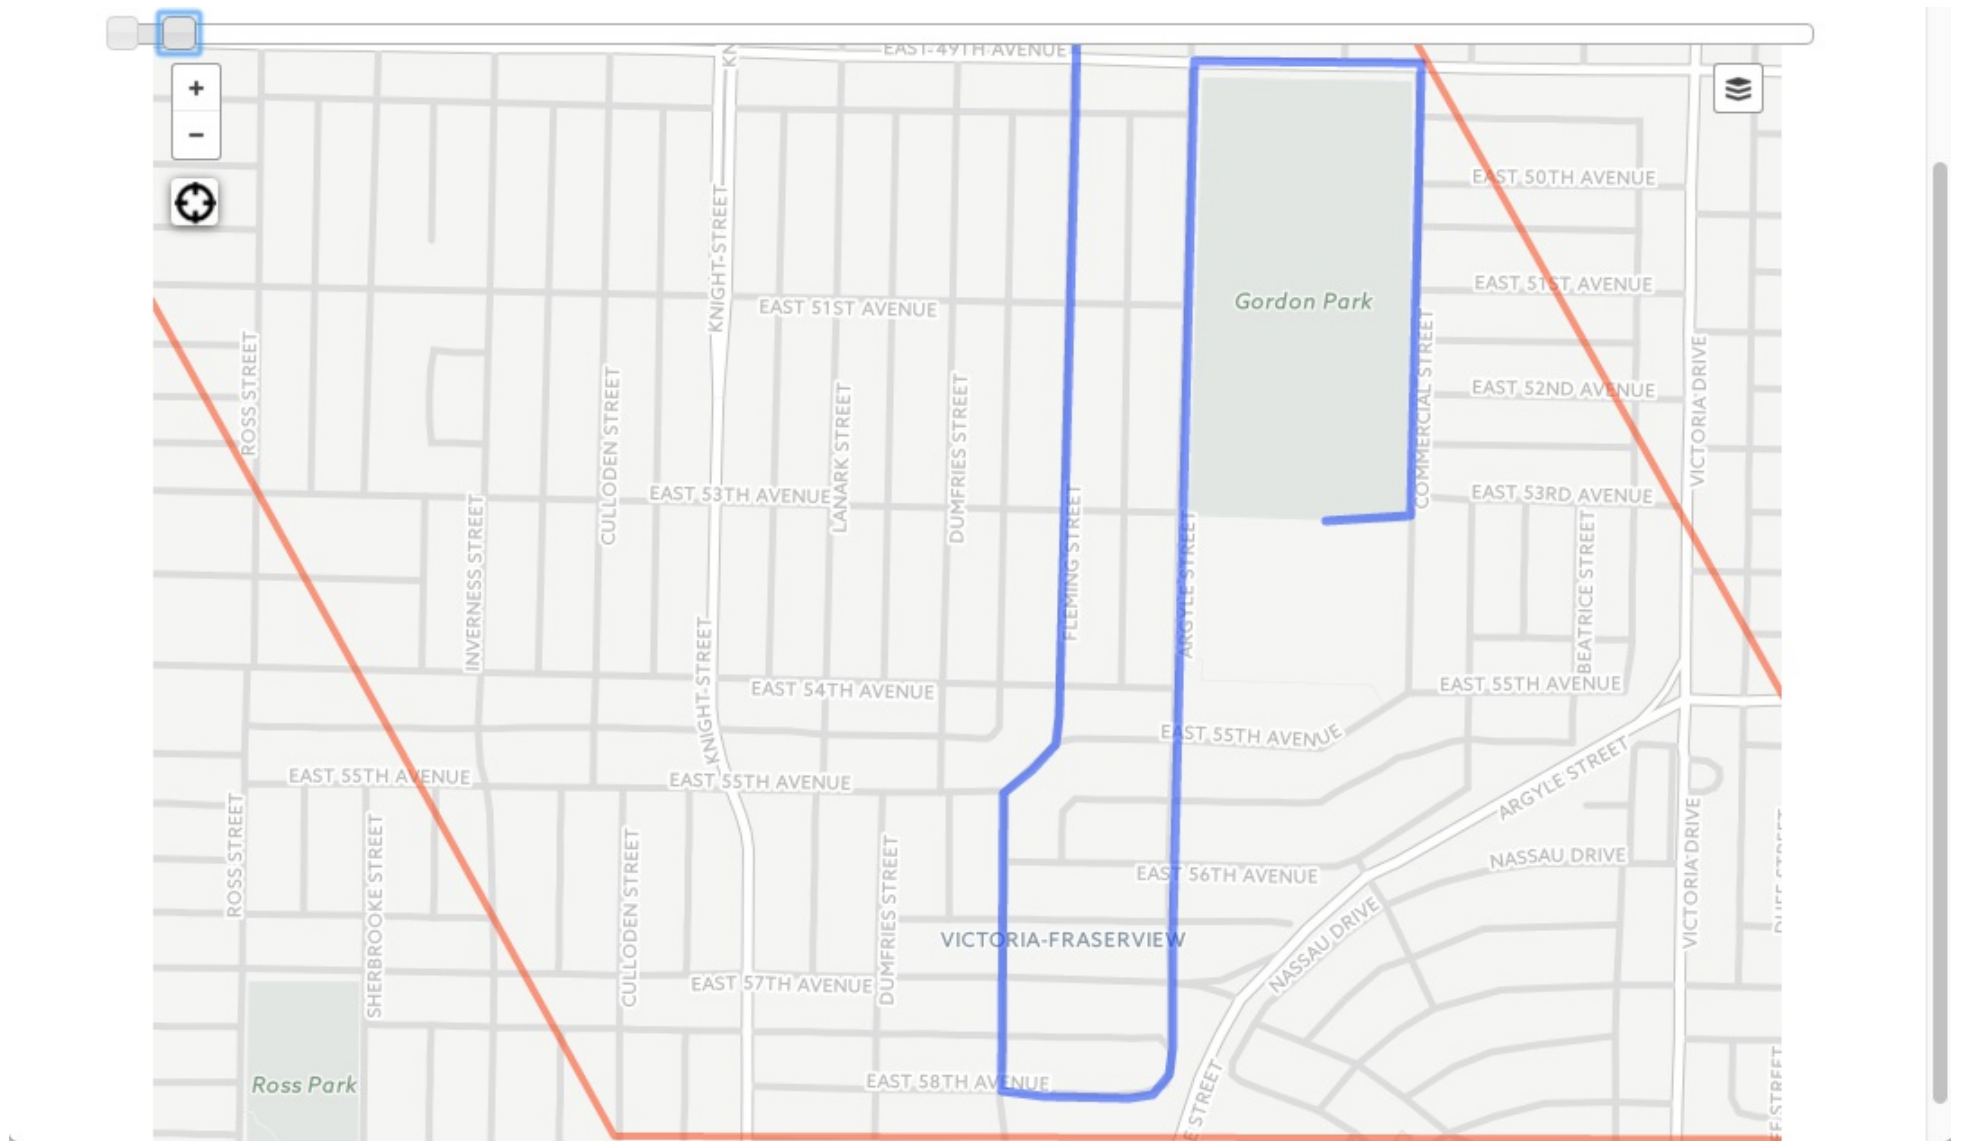 KN
EAST 49TH AVENUE
+
−
EAST 50TH AVENUE
KNIGHT STREET
EAST 51ST AVENUE
Gordon Park
EAST 51ST AVENUE
ROSS STREET
CULLODEN STREET
LANARK STREET
DUMFRIES STREET
COMMERCIAL STREET
EAST 52ND AVENUE
VICTORIA DRIVE
EAST 53TH AVENUE
EAST 53RD AVENUE
INVERNESS STREET
FLEMING STREET
ARGYLE STREET
BEATRICE STREET
KNIGHT STREET
EAST 54TH AVENUE
EAST 55TH AVENUE
EAST 55TH AVENUE
EAST 55TH AVENUE
EAST 55TH AVENUE
ARGYLE STREET
ROSS STREET
SHERBROOKE STREET
CULLODEN STREET
DUMFRIES STREET
EAST 56TH AVENUE
NASSAU DRIVE
VICTORIA DRIVE
VICTORIA-FRASERVIEW
NASSAU DRIVE
EAST 57TH AVENUE
Ross Park
EAST 58TH AVENUE
E STREET